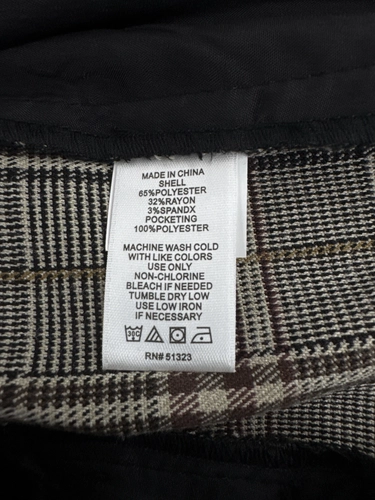 MADE IN CHINA
SHELL
65%POLYESTER
32%RAYON
3%SPANDX
POCKETING
100%POLYESTER
MACHINE WASH COLD
WITH LIKE COLORS
USE ONLY
NON-CHLORINE
BLEACH IF NEEDED
TUMBLE DRY LOW
USE LOW IRON
IF NECESSARY
30C
RN# 51323